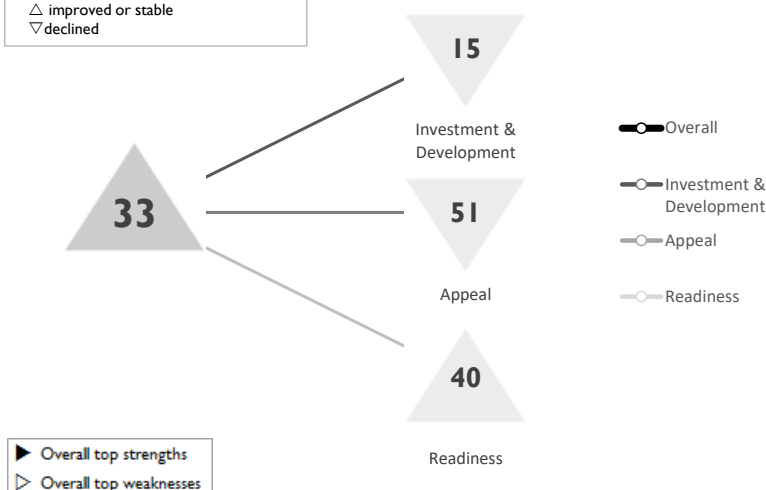 △ improved or stable
▽ declined
15
Investment &
Development
33
51
Appeal
40
Readiness
Overall
Investment &
Development
Appeal
Readiness
▶ Overall top strengths
▷ Overall top weaknesses